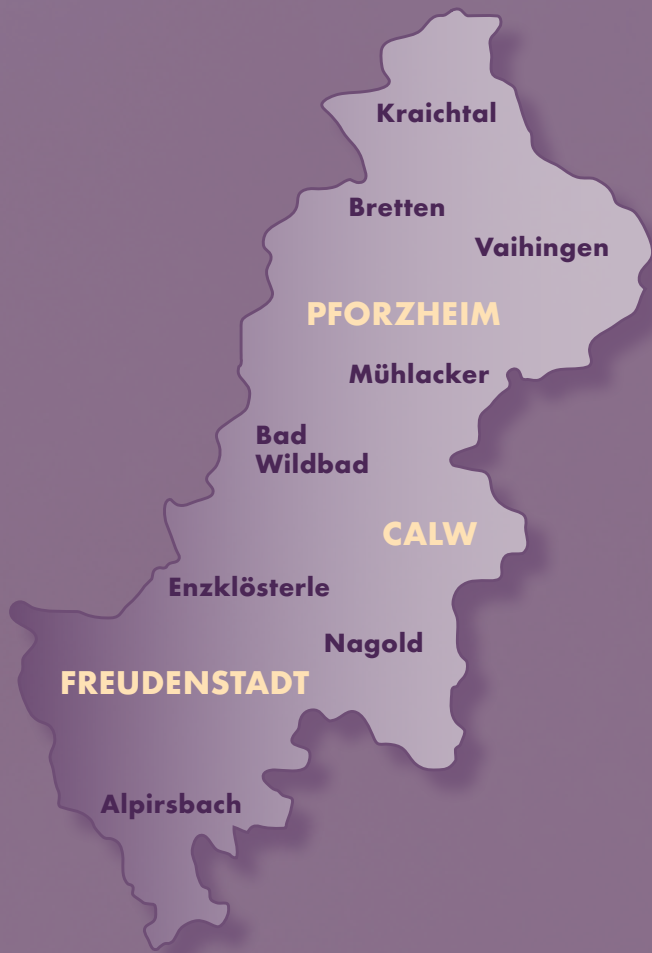 Kraichtal
Bretten
Vaihingen
PFORZHEIM
Mühlacker
Bad
Wildbad
CALW
Enzklösterle
Nagold
FREUDENSTADT
Alpirsbach